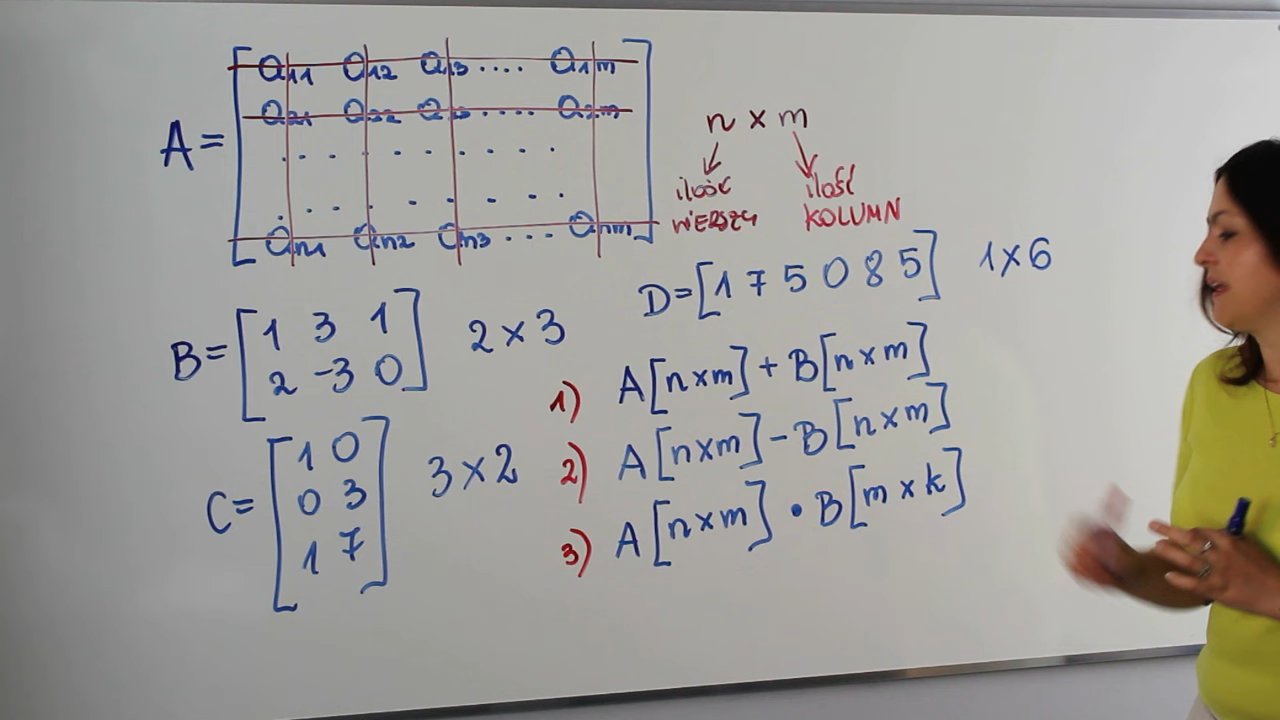 A = [ a11 a12 a13 .... a1m
a21 a22 a23 .... a2m
. . . . . . . . .
. . . . . . . .
an1 an2 an3 ... anm ]
n × m
ilość WIERSZY
ilość KOLUMN
B = [ 1 3 1
2 -3 0 ] 2 × 3
C = [ 1 0
0 3
1 7 ] 3 × 2
D = [ 1 7 5 0 8 5 ] 1 × 6
1) A[n×m] + B[n×m]
2) A[n×m] - B[n×m]
3) A[n×m] • B[m×k]